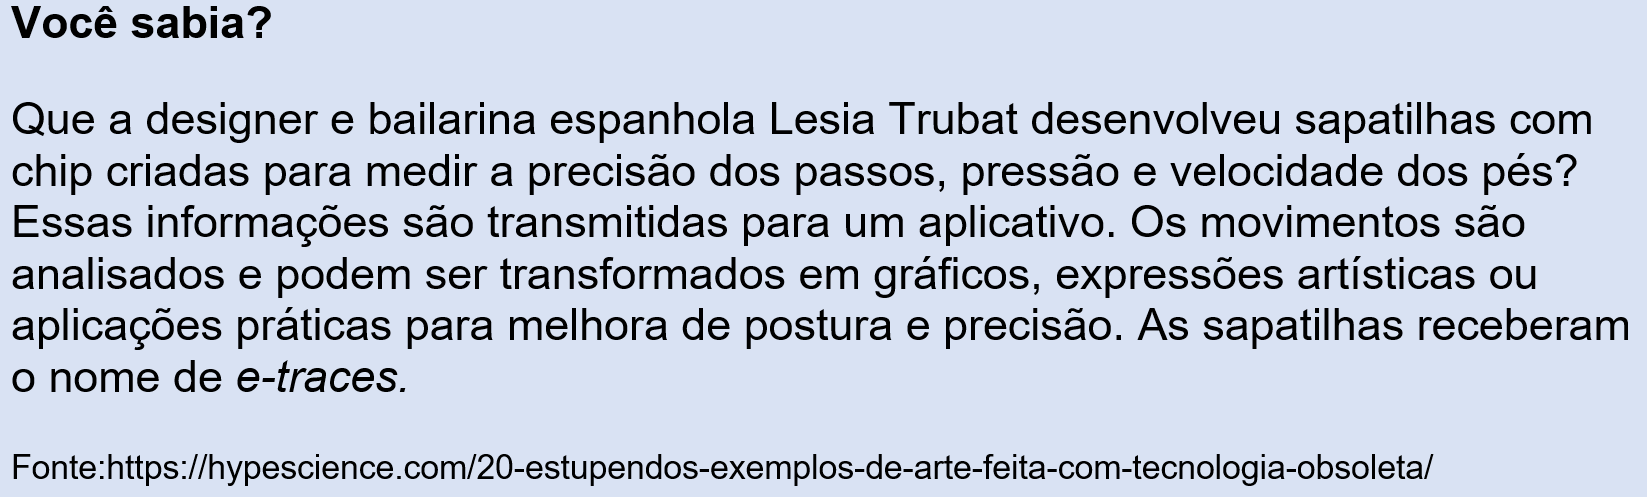 Você sabia?
Que a designer e bailarina espanhola Lesia Trubat desenvolveu sapatilhas com
chip criadas para medir a precisão dos passos, pressão e velocidade dos pés?
Essas informações são transmitidas para um aplicativo. Os movimentos são
analisados e podem ser transformados em gráficos, expressões artísticas ou
aplicações práticas para melhora de postura e precisão. As sapatilhas receberam
o nome de e-traces.
Fonte:https://hypescience.com/20-estupendos-exemplos-de-arte-feita-com-tecnologia-obsoleta/